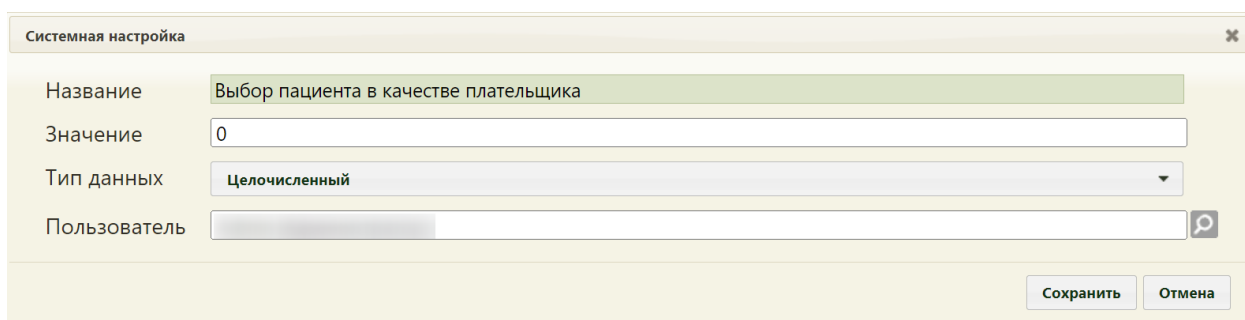 Системная настройка
Название Выбор пациента в качестве плательщика
Значение 0
Тип данных Целочисленный
Пользователь
Сохранить Отмена